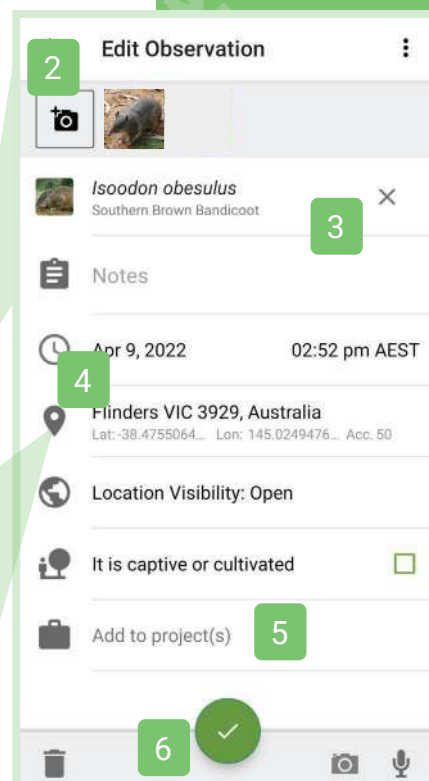 2
Edit Observation
Isoodon obesulus
Southern Brown Bandicoot
3
Notes
Apr 9, 2022 02:52 pm AEST
4
Flinders VIC 3929, Australia
Lat:-38.4755064... Lon: 145.0249476... Acc. 50
Location Visibility: Open
It is captive or cultivated
Add to project(s)
5
6